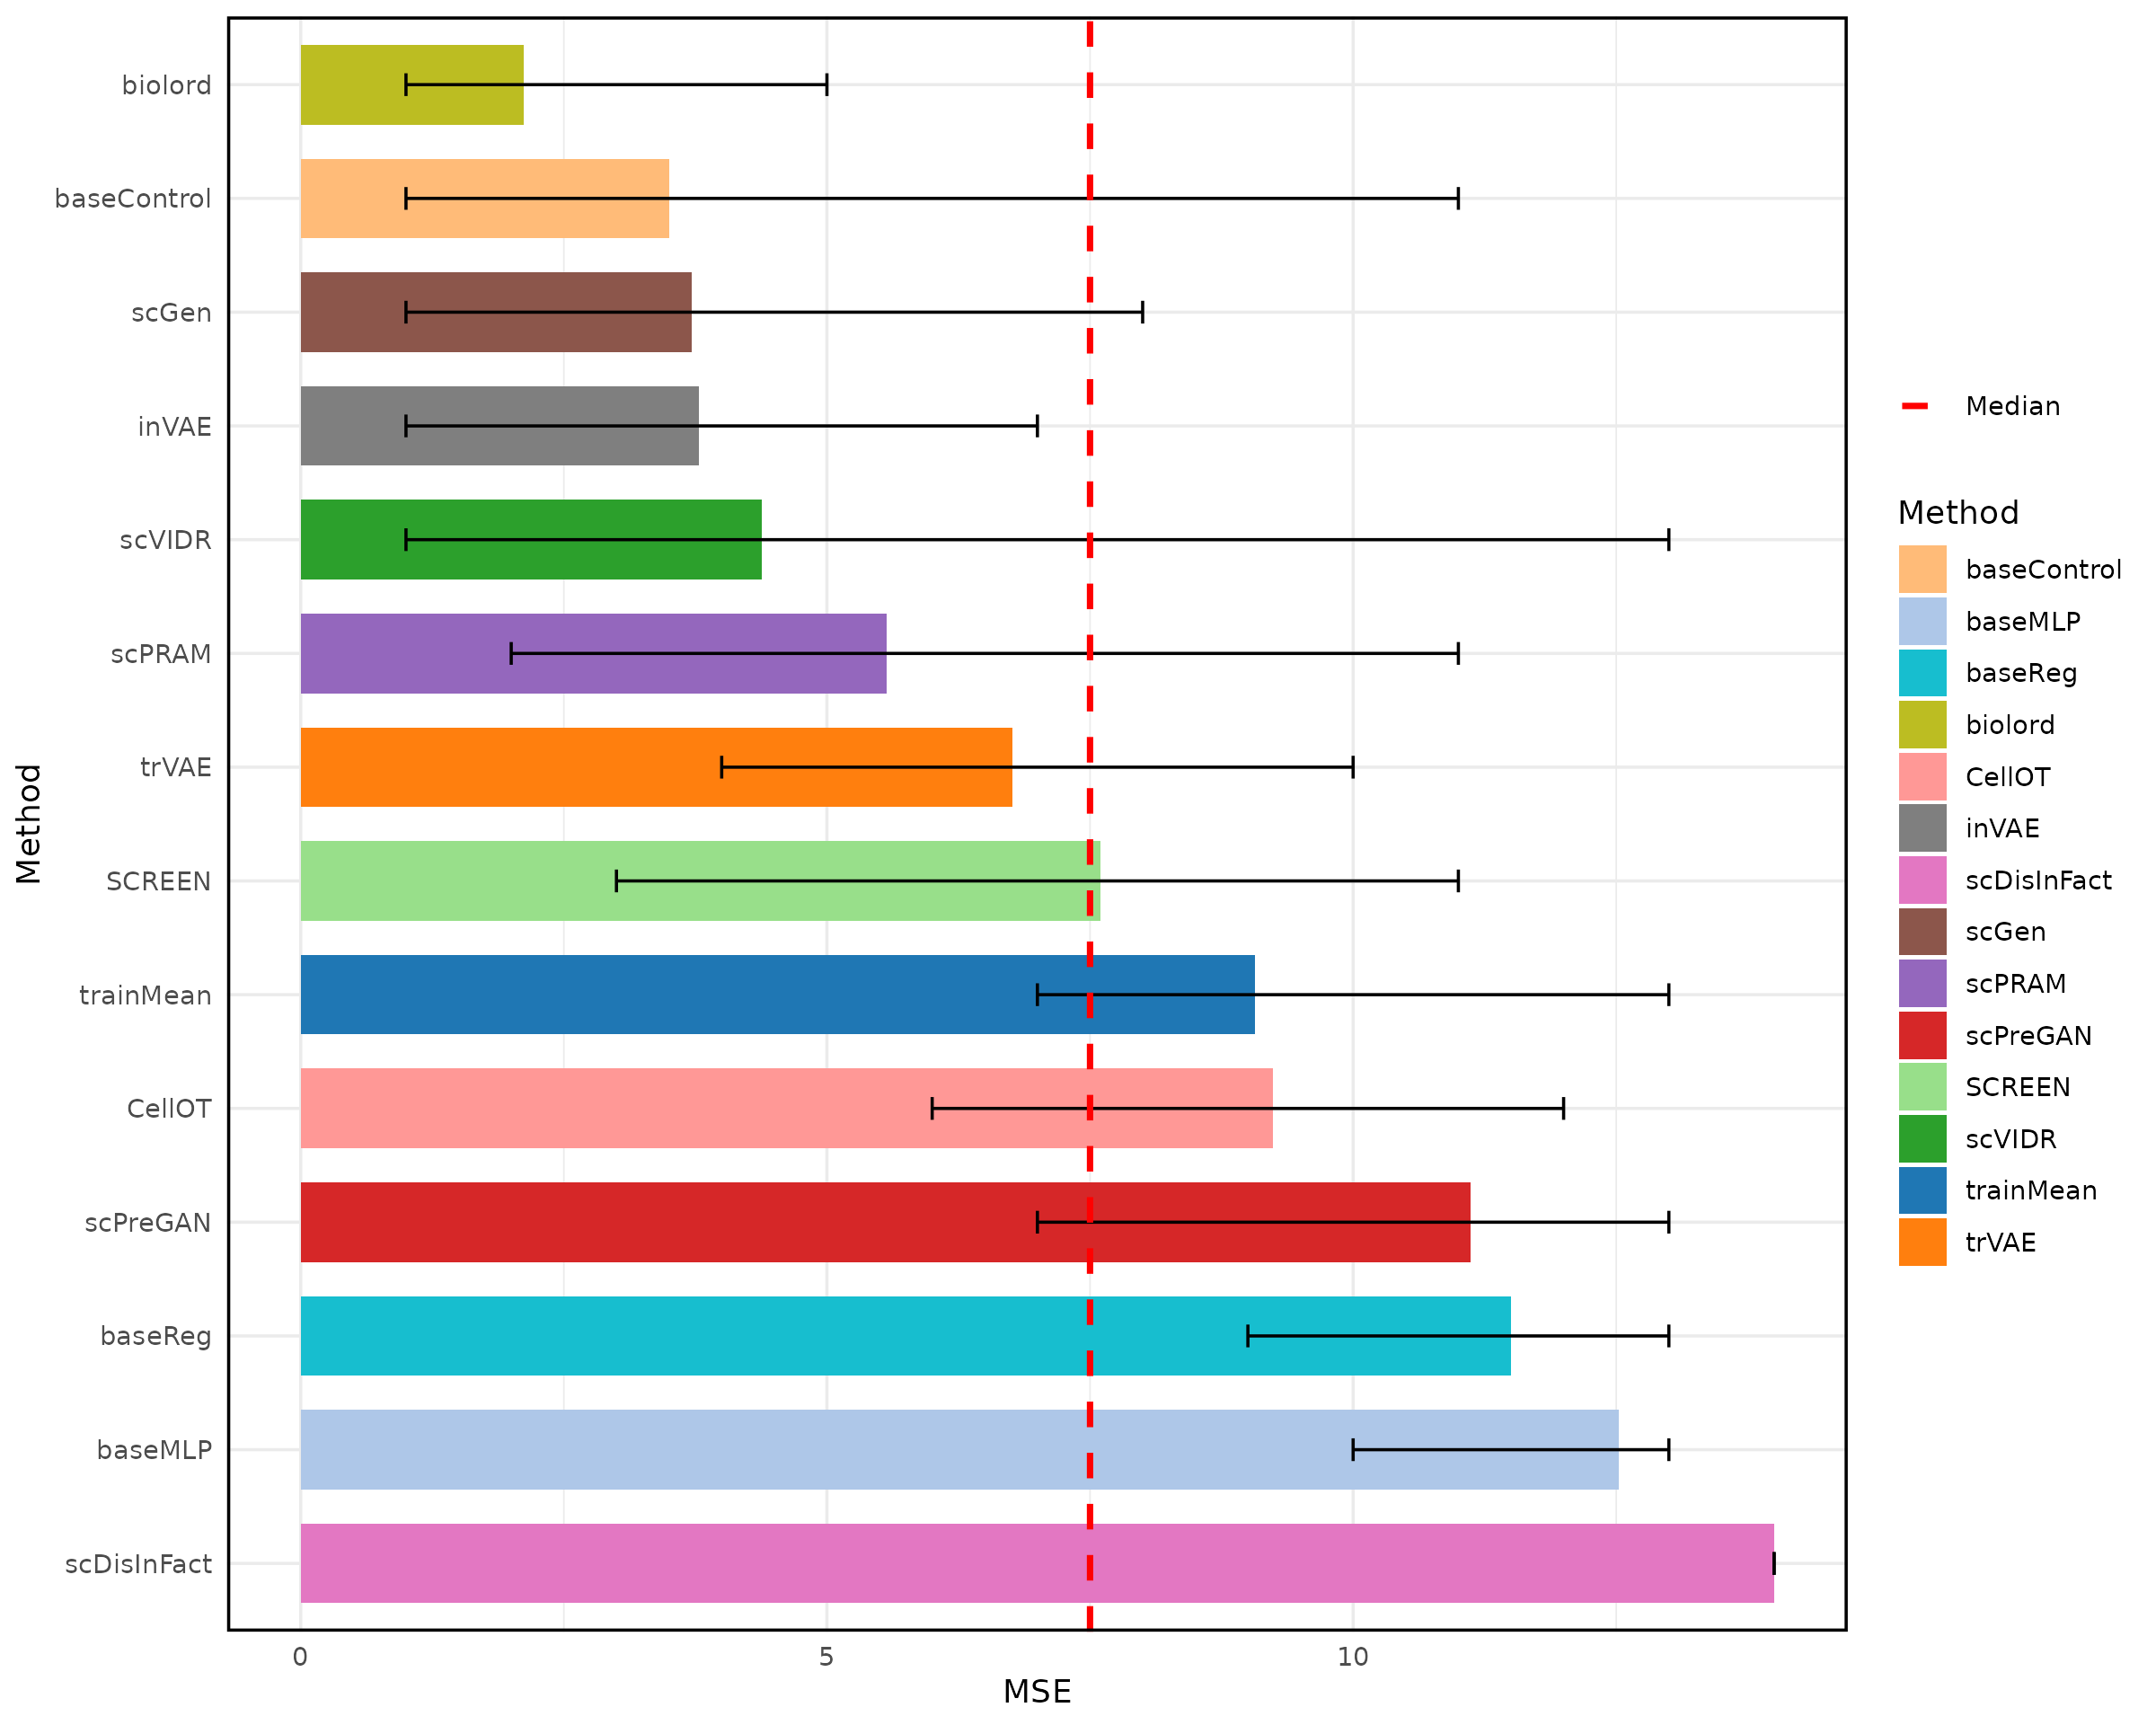 biolord
baseControl
scGen
inVAE
scVIDR
scPRAM
trVAE
SCREEN
trainMean
CellOT
scPreGAN
baseReg
baseMLP
scDisInFact
Method
0 5 10
MSE
Median
Method
baseControl
baseMLP
baseReg
biolord
CellOT
inVAE
scDisInFact
scGen
scPRAM
scPreGAN
SCREEN
scVIDR
trainMean
trVAE